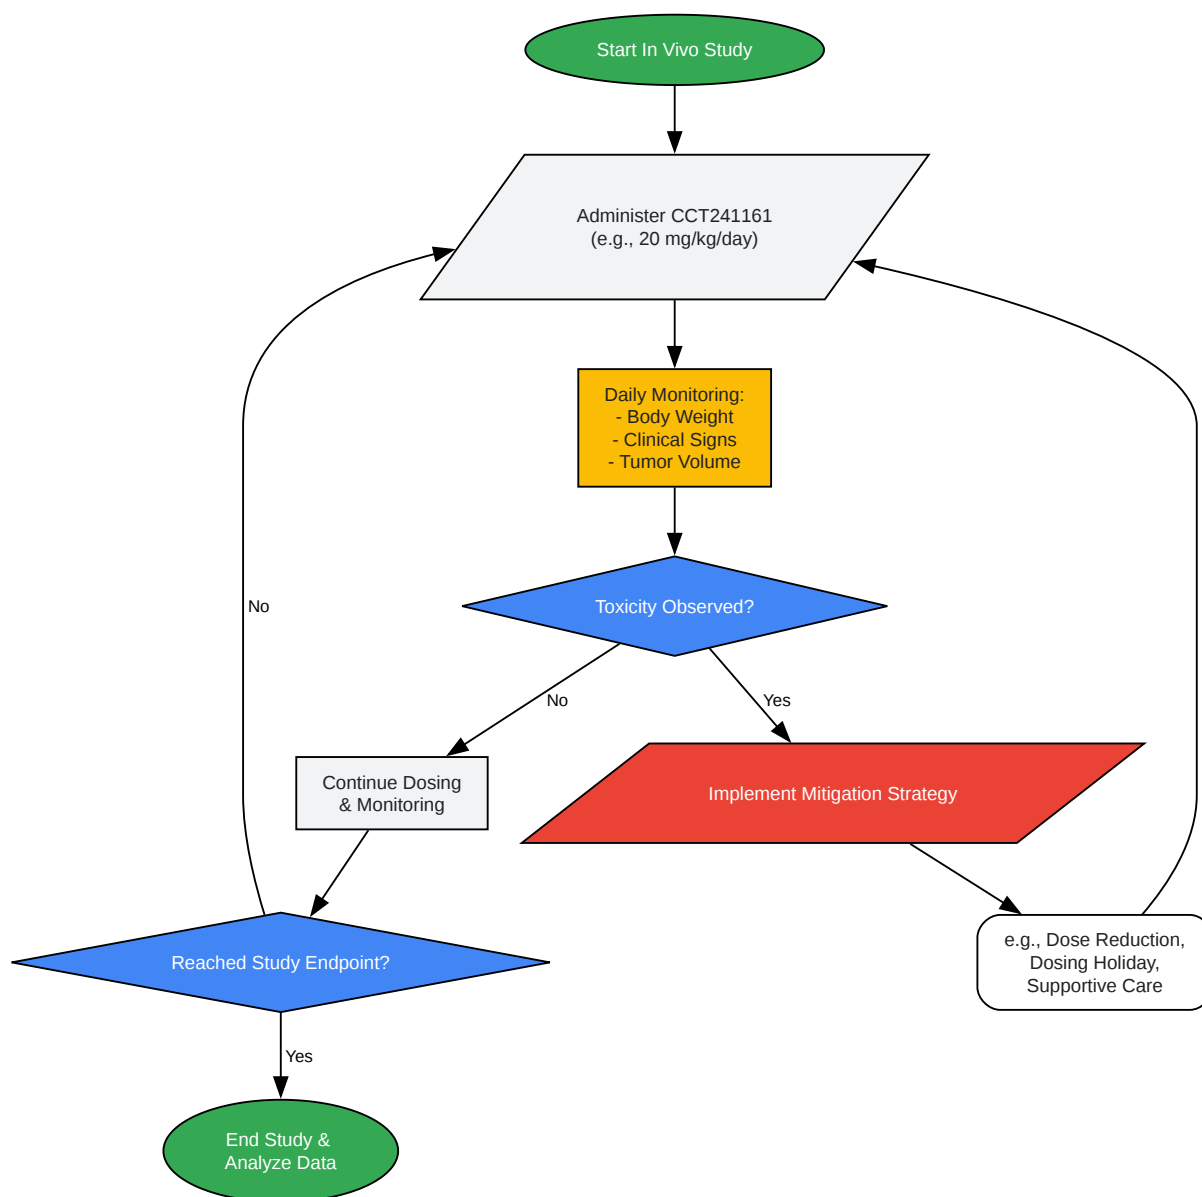 Start In Vivo Study
Administer CCT241161
(e.g., 20 mg/kg/day)
Daily Monitoring:
- Body Weight
- Clinical Signs
- Tumor Volume
No
Toxicity Observed?
No
Yes
Continue Dosing
& Monitoring
Implement Mitigation Strategy
Reached Study Endpoint?
e.g., Dose Reduction,
Dosing Holiday,
Supportive Care
Yes
End Study &
Analyze Data